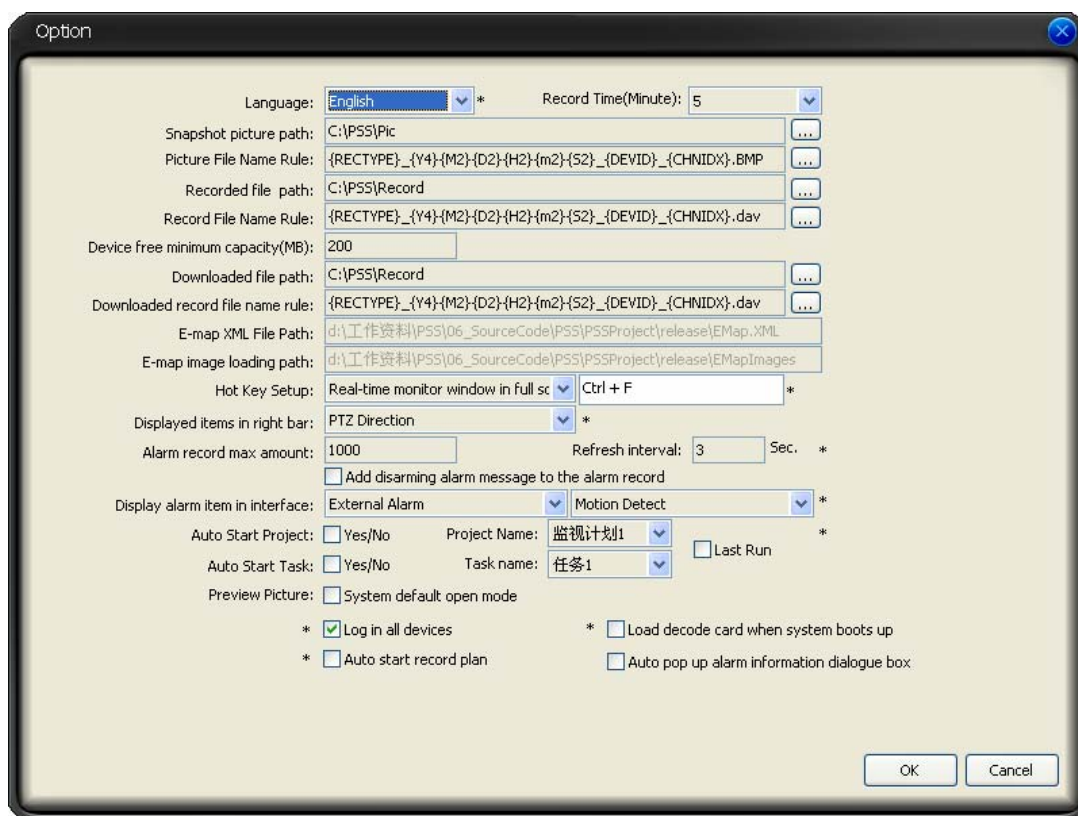 Option
Language: English * Record Time(Minute): 5
Snapshot picture path: C:\PSS\Pic ...
Picture File Name Rule: {RECTYPE}_{Y4}{M2}{D2}{H2}{m2}{S2}_{DEVID}_{CHNIDX}.BMP ...
Recorded file path: C:\PSS\Record ...
Record File Name Rule: {RECTYPE}_{Y4}{M2}{D2}{H2}{m2}{S2}_{DEVID}_{CHNIDX}.dav ...
Device free minimum capacity(MB): 200
Downloaded file path: C:\PSS\Record ...
Downloaded record file name rule: {RECTYPE}_{Y4}{M2}{D2}{H2}{m2}{S2}_{DEVID}_{CHNIDX}.dav ...
E-map XML File Path: d:\工作资料\PSS\06_SourceCode\PSS\PSSProject\release\EMap.XML
E-map image loading path: d:\工作资料\PSS\06_SourceCode\PSS\PSSProject\release\EMapImages
Hot Key Setup: Real-time monitor window in full sc Ctrl + F *
Displayed items in right bar: PTZ Direction *
Alarm record max amount: 1000 Refresh interval: 3 Sec. *
Add disarming alarm message to the alarm record
Display alarm item in interface: External Alarm Motion Detect *
Auto Start Project: Yes/No Project Name: 监视计划1 *
Last Run
Auto Start Task: Yes/No Task name: 任务1
Preview Picture: System default open mode
* Log in all devices * Load decode card when system boots up
* Auto start record plan Auto pop up alarm information dialogue box
OK Cancel